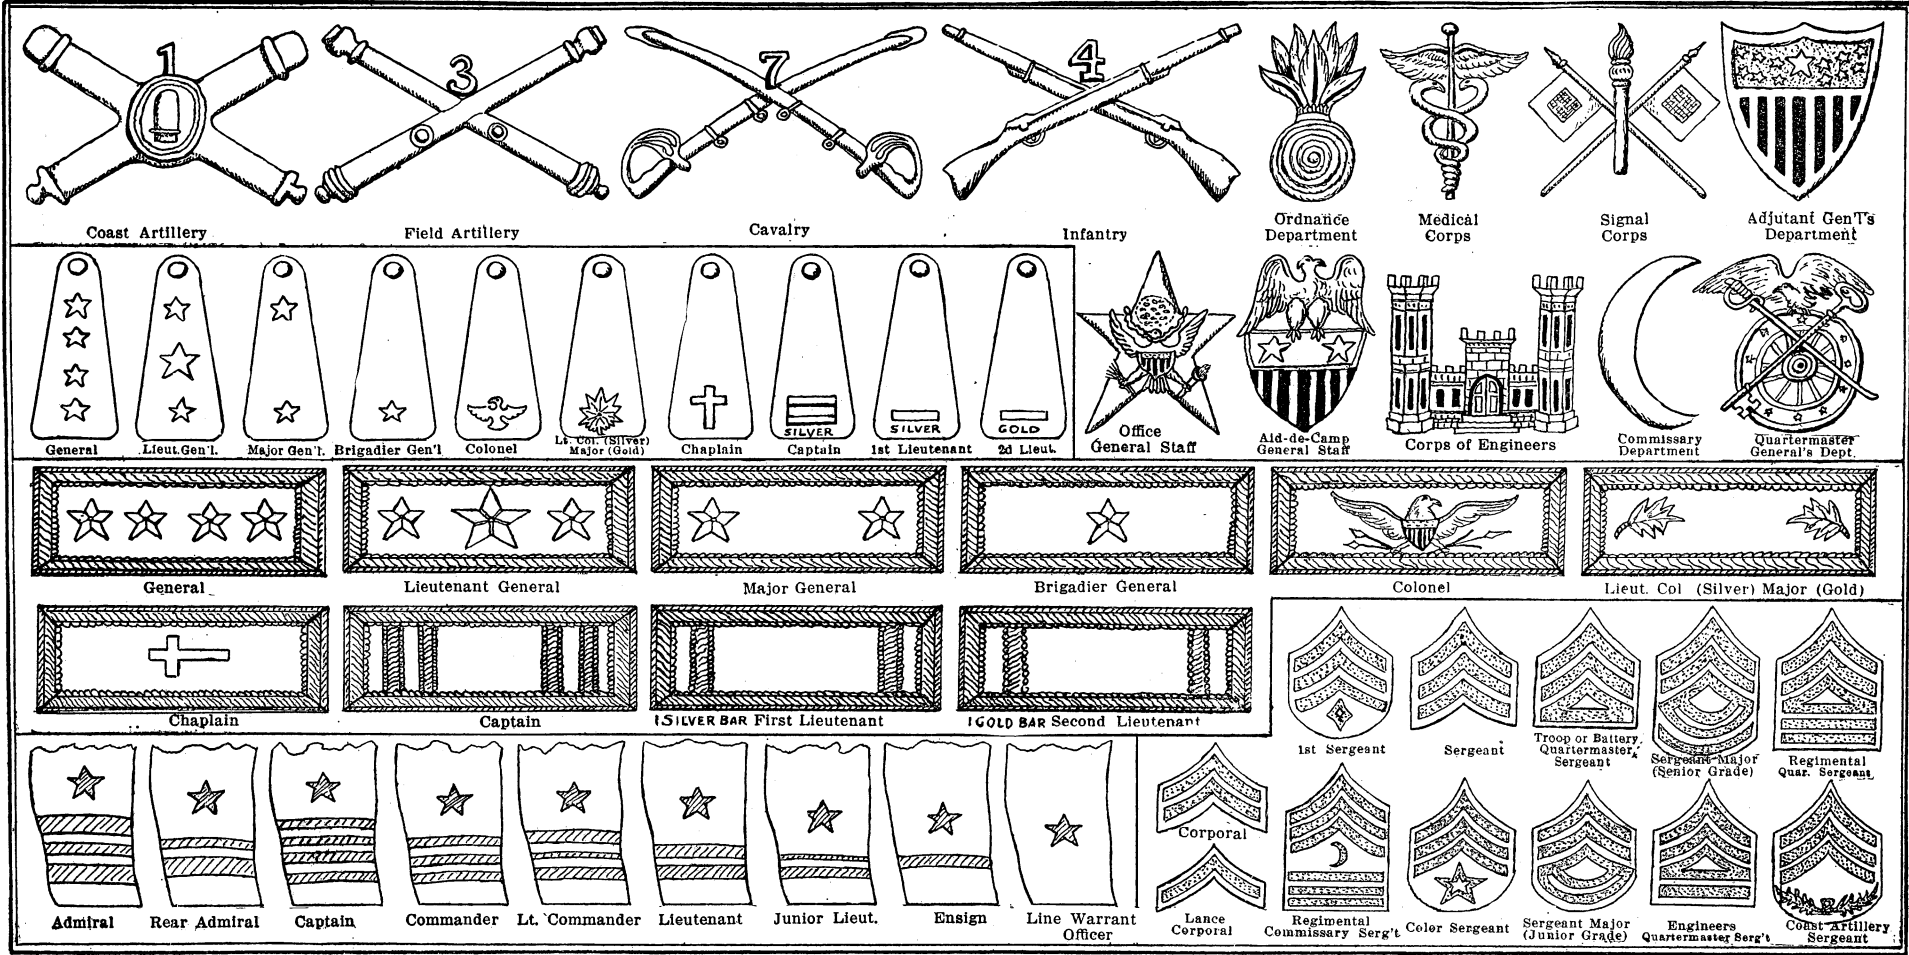 1
3
7
4
Coast Artillery
Field Artillery
Cavalry
Infantry
Ordnance
Department
Medical
Corps
Signal
Corps
Adjutant Gen'l's
Department
General
Lieut. Gen'l.
Major Gen'l.
Brigadier Gen'l
Colonel
Lt. Col. (Silver)
Major (Gold)
Chaplain
SILVER
Captain
SILVER
1st Lieutenant
GOLD
2d Lieut.
Office
General Staff
Aid-de-Camp
General Staff
Corps of Engineers
Commissary
Department
Quartermaster
General's Dept.
General
Lieutenant General
Major General
Brigadier General
Colonel
Lieut. Col (Silver) Major (Gold)
Chaplain
Captain
1 SILVER BAR First Lieutenant
1 GOLD BAR Second Lieutenant
1st Sergeant
Sergeant
Troop or Battery
Quartermaster
Sergeant
Sergeant Major
(Senior Grade)
Regimental
Quar. Sergeant
Corporal
Lance
Corporal
Regimental
Commissary Serg't
Color Sergeant
Sergeant Major
(Junior Grade)
Engineers
Quartermaster Serg't
Coast Artillery
Sergeant
Admiral
Rear Admiral
Captain
Commander
Lt. Commander
Lieutenant
Junior Lieut.
Ensign
Line Warrant
Officer